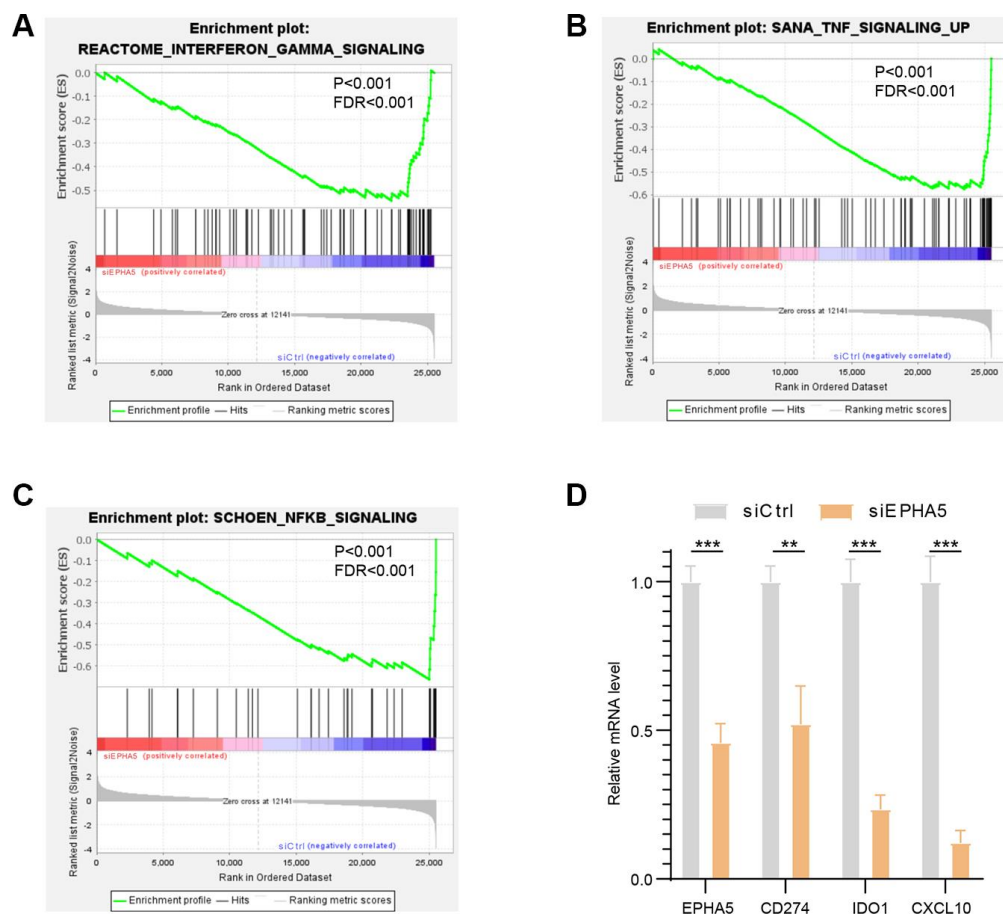 A
Enrichment plot:
REACTOME_INTERFERON_GAMMA_SIGNALING
P<0.001
FDR<0.001
Enrichment score (ES)
0.0
-0.1
-0.2
-0.3
-0.4
-0.5
siEPHA5 (positively correlated)
Ranked list metric (Signal2Noise)
4
2
0
-2
-4
Zero cross at 12141
siCtrl (negatively correlated)
0 5,000 10,000 15,000 20,000 25,000
Rank in Ordered Dataset
Enrichment profile Hits Ranking metric scores
B
Enrichment plot: SANA_TNF_SIGNALING_UP
P<0.001
FDR<0.001
Enrichment score (ES)
0.0
-0.1
-0.2
-0.3
-0.4
-0.5
-0.6
siEPHA5 (positively correlated)
Ranked list metric (Signal2Noise)
4
2
0
-2
-4
Zero cross at 12141
siCtrl (negatively correlated)
0 5,000 10,000 15,000 20,000 25,000
Rank in Ordered Dataset
Enrichment profile Hits Ranking metric scores
C
Enrichment plot: SCHOEN_NFKB_SIGNALING
P<0.001
FDR<0.001
Enrichment score (ES)
0.0
-0.1
-0.2
-0.3
-0.4
-0.5
-0.6
siEPHA5 (positively correlated)
Ranked list metric (Signal2Noise)
4
2
0
-2
-4
Zero cross at 12141
siCtrl (negatively correlated)
0 5,000 10,000 15,000 20,000 25,000
Rank in Ordered Dataset
Enrichment profile Hits Ranking metric scores
D
siCtrl siEPHA5
*** ** *** ***
Relative mRNA level
1.0
0.5
0.0
EPHA5 CD274 IDO1 CXCL10